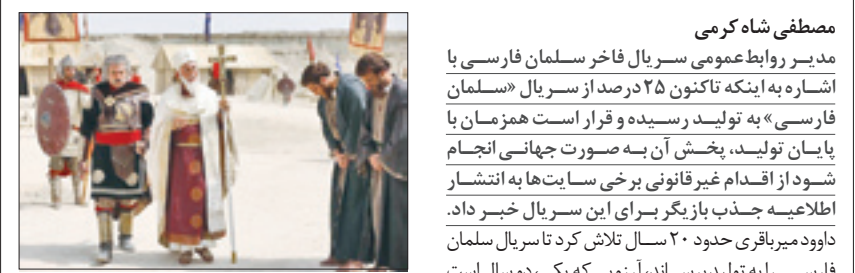 مصطفی شاه کرمی
مدیر روابط‌عمومی سریال فاخر سلمان فارسی با
اشاره به اینکه تاکنون ۲۵ درصد از سریال «سلمان
فارسی» به تولید رسیده و قرار است همزمان با
پایان تولید، پخش آن به صورت جهانی انجام
شود از اقدام غیرقانونی برخی سایت‌ها به انتشار
اطلاعیه جذب بازیگر برای این سریال خبر داد.
داوود میرباقری حدود ۲۰ سال تلاش کرد تا سریال سلمان